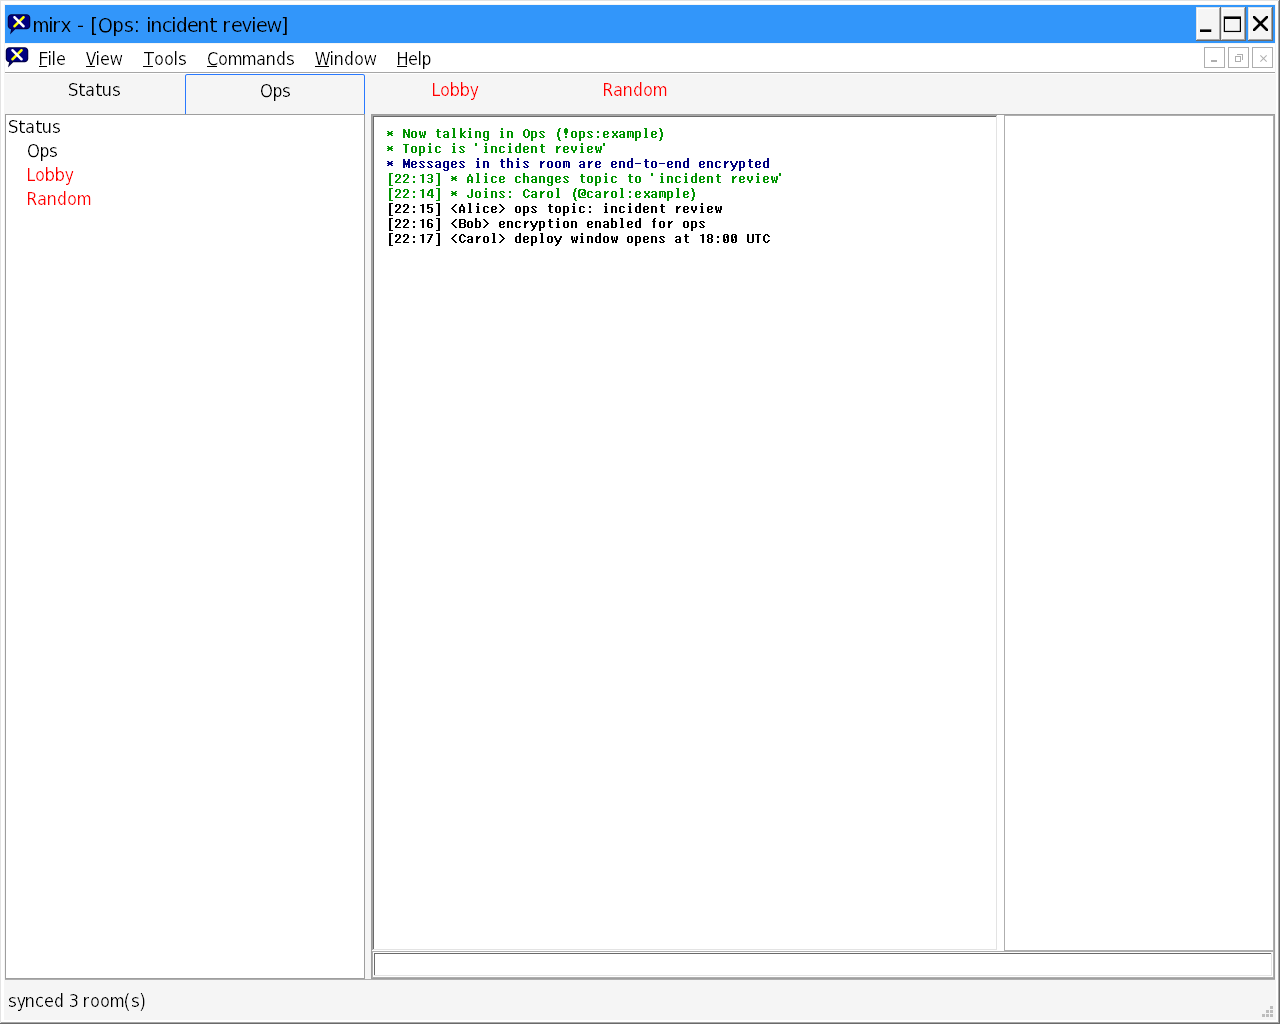 mirx - [Ops: incident review]
File View Tools Commands Window Help
Status Ops Lobby Random
Status
Ops
Lobby
Random
* Now talking in Ops (!ops:example)
* Topic is 'incident review'
* Messages in this room are end-to-end encrypted
[22:13] * Alice changes topic to 'incident review'
[22:14] * Joins: Carol (@carol:example)
[22:15] <Alice> ops topic: incident review
[22:16] <Bob> encryption enabled for ops
[22:17] <Carol> deploy window opens at 18:00 UTC
synced 3 room(s)